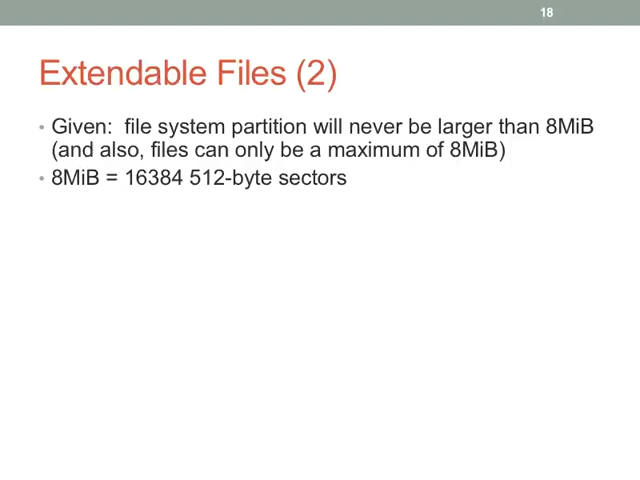 18
Extendable Files (2)
• Given:  file system partition will never be larger than 8MiB
(and also, files can only be a maximum of 8MiB)
• 8MiB = 16384 512-byte sectors